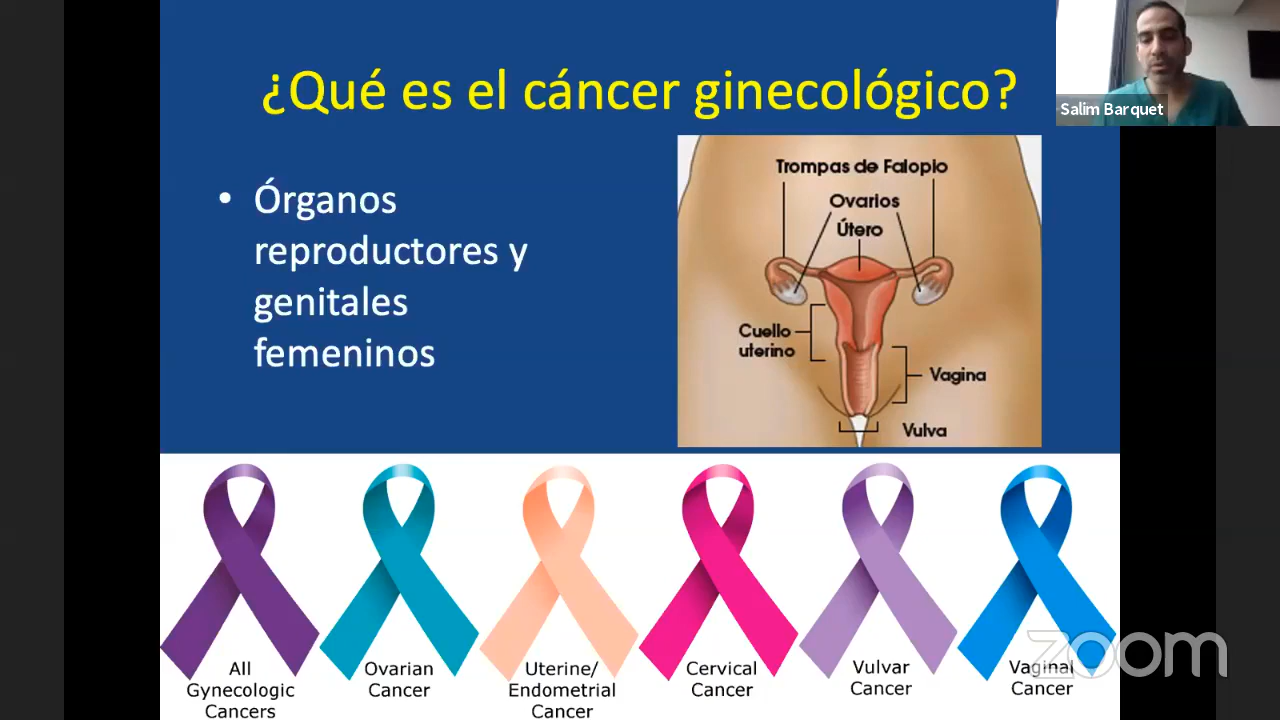 ¿Qué es el cáncer ginecológico?
Salim Barquet
• Órganos
reproductores y
genitales
femeninos
Trompas de Falopio
Ovarios
Útero
Cuello
uterino
Vagina
Vulva
All
Gynecologic
Cancers
Ovarian
Cancer
Uterine/
Endometrial
Cancer
Cervical
Cancer
Vulvar
Cancer
Vaginal
Cancer
zoom